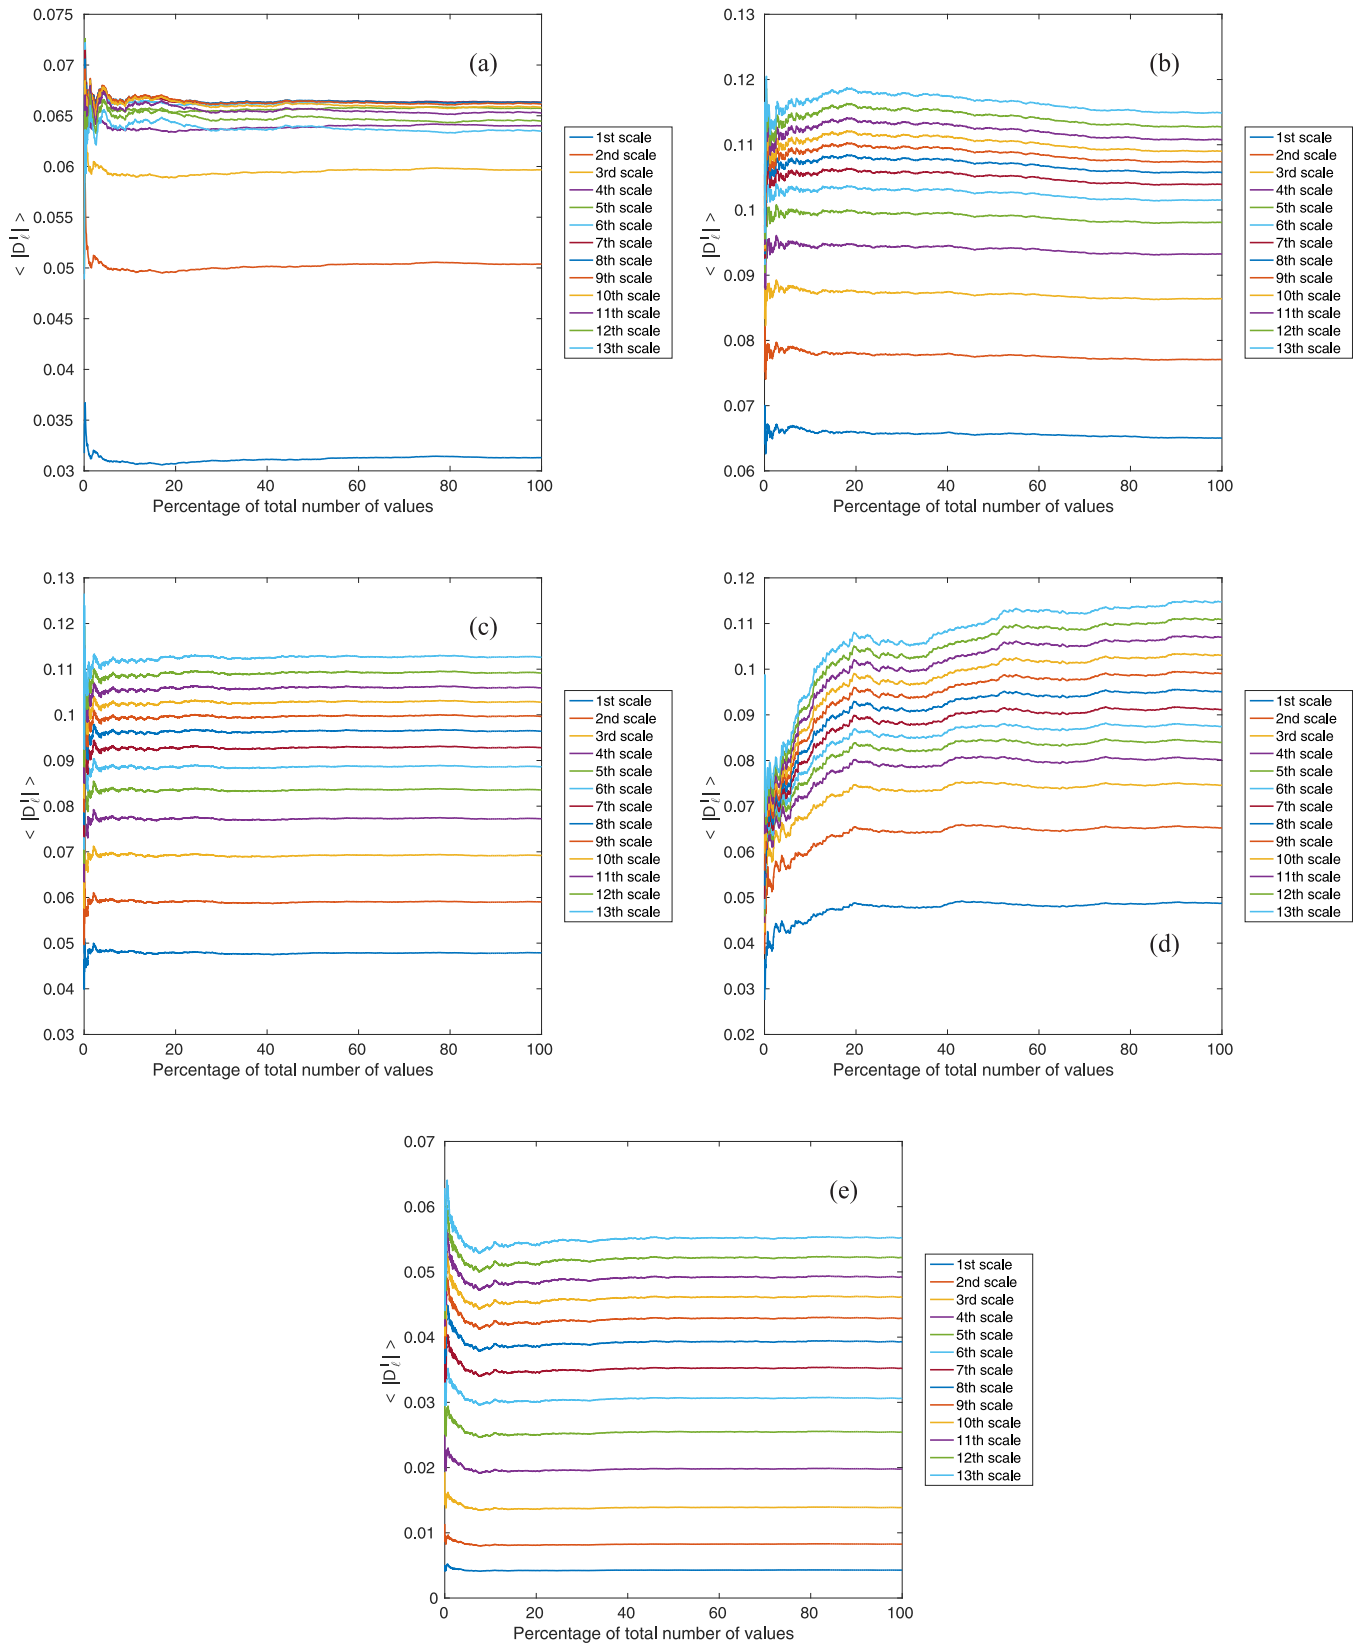 (a)
0.075
0.07
0.065
0.06
0.055
0.05
0.045
0.04
0.035
0.03
< |D_ℓ^I| >
0 20 40 60 80 100
Percentage of total number of values
1st scale
2nd scale
3rd scale
4th scale
5th scale
6th scale
7th scale
8th scale
9th scale
10th scale
11th scale
12th scale
13th scale
(b)
0.13
0.12
0.11
0.1
0.09
0.08
0.07
0.06
< |D_ℓ^I| >
0 20 40 60 80 100
Percentage of total number of values
1st scale
2nd scale
3rd scale
4th scale
5th scale
6th scale
7th scale
8th scale
9th scale
10th scale
11th scale
12th scale
13th scale
(c)
0.13
0.12
0.11
0.1
0.09
0.08
0.07
0.06
0.05
0.04
0.03
< |D_ℓ^I| >
0 20 40 60 80 100
Percentage of total number of values
1st scale
2nd scale
3rd scale
4th scale
5th scale
6th scale
7th scale
8th scale
9th scale
10th scale
11th scale
12th scale
13th scale
(d)
0.12
0.11
0.1
0.09
0.08
0.07
0.06
0.05
0.04
0.03
0.02
< |D_ℓ^I| >
0 20 40 60 80 100
Percentage of total number of values
1st scale
2nd scale
3rd scale
4th scale
5th scale
6th scale
7th scale
8th scale
9th scale
10th scale
11th scale
12th scale
13th scale
(e)
0.07
0.06
0.05
0.04
0.03
0.02
0.01
0
< |D_ℓ^I| >
0 20 40 60 80 100
Percentage of total number of values
1st scale
2nd scale
3rd scale
4th scale
5th scale
6th scale
7th scale
8th scale
9th scale
10th scale
11th scale
12th scale
13th scale